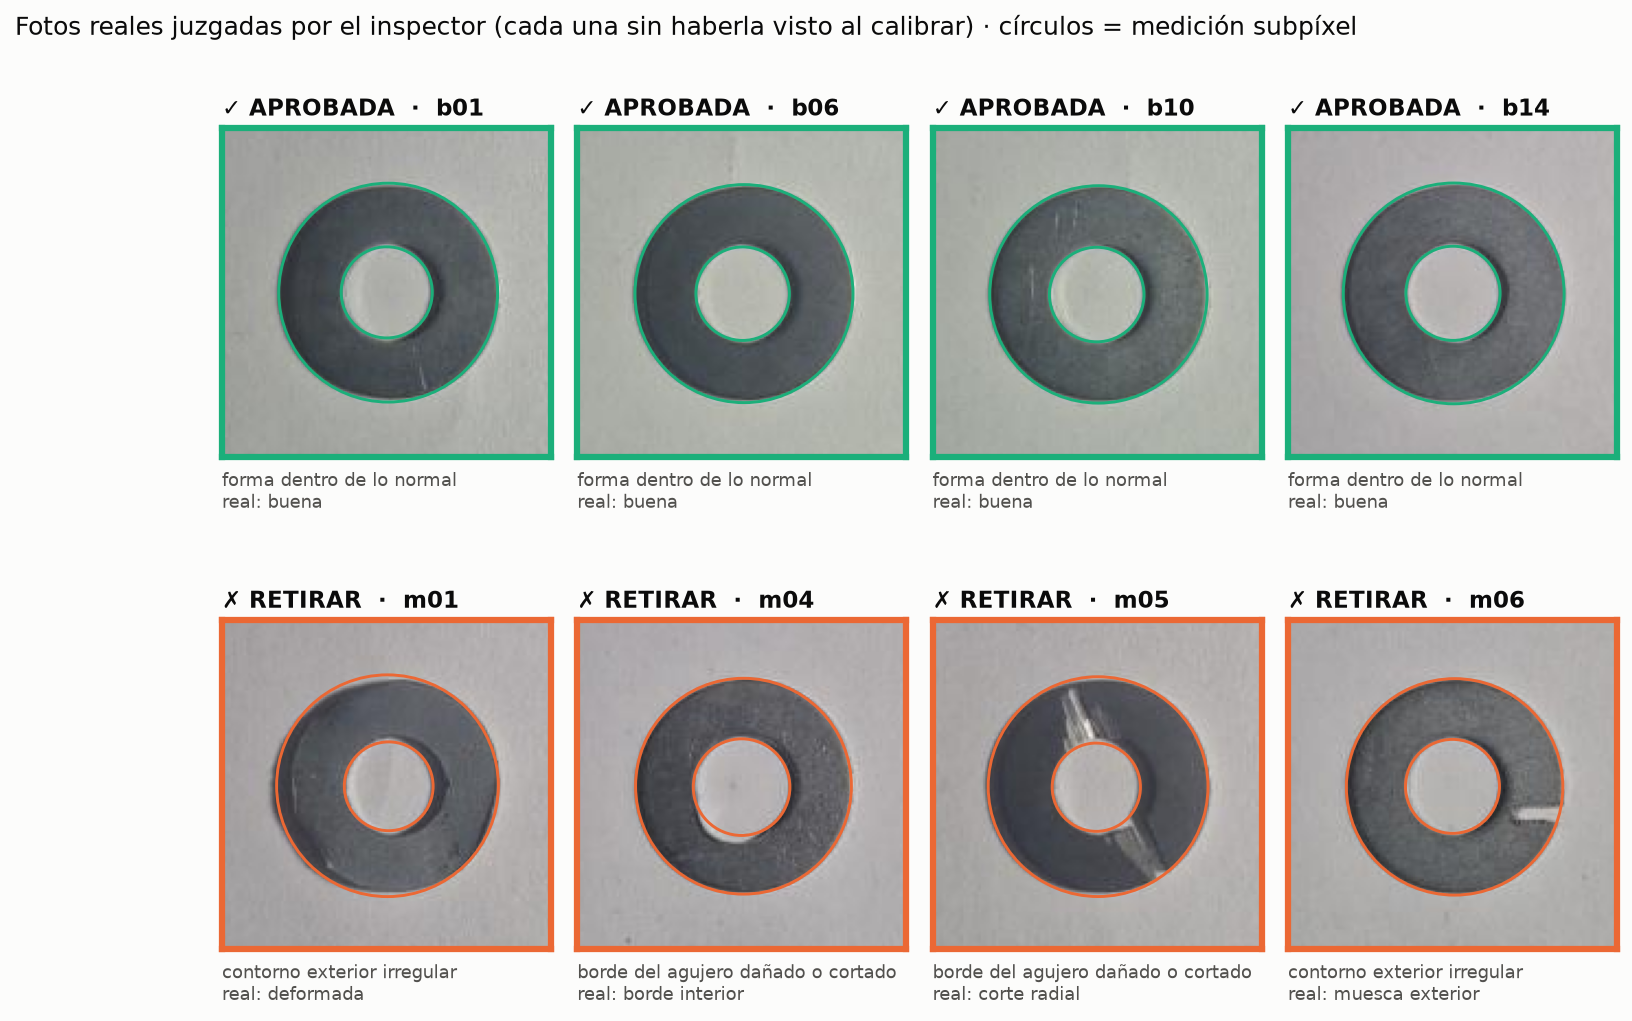 Fotos reales juzgadas por el inspector (cada una sin haberla visto al calibrar) · círculos = medición subpíxel
✓ APROBADA · b01
✓ APROBADA · b06
✓ APROBADA · b10
✓ APROBADA · b14
forma dentro de lo normal
real: buena
forma dentro de lo normal
real: buena
forma dentro de lo normal
real: buena
forma dentro de lo normal
real: buena
✗ RETIRAR · m01
✗ RETIRAR · m04
✗ RETIRAR · m05
✗ RETIRAR · m06
contorno exterior irregular
real: deformada
borde del agujero dañado o cortado
real: borde interior
borde del agujero dañado o cortado
real: corte radial
contorno exterior irregular
real: muesca exterior